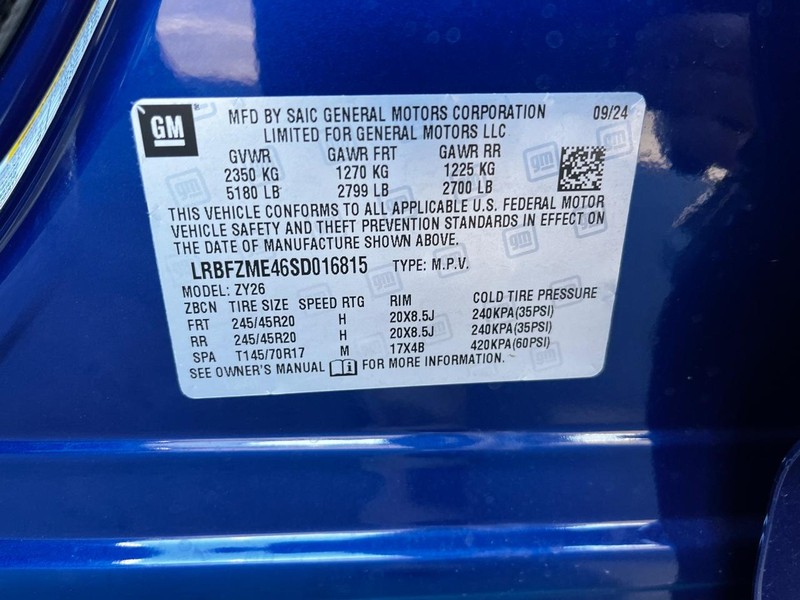 GM
MFD BY SAIC GENERAL MOTORS CORPORATION 09/24
LIMITED FOR GENERAL MOTORS LLC
GVWR GAWR FRT GAWR RR
2350 KG 1270 KG 1225 KG
5180 LB 2799 LB 2700 LB
THIS VEHICLE CONFORMS TO ALL APPLICABLE U.S. FEDERAL MOTOR
VEHICLE SAFETY AND THEFT PREVENTION STANDARDS IN EFFECT ON
THE DATE OF MANUFACTURE SHOWN ABOVE.
LRBFZME46SD016815 TYPE: M.P.V.
MODEL: ZY26
ZBCN TIRE SIZE SPEED RTG RIM COLD TIRE PRESSURE
FRT 245/45R20 H 20X8.5J 240KPA(35PSI)
RR 245/45R20 H 20X8.5J 240KPA(35PSI)
SPA T145/70R17 M 17X4B 420KPA(60PSI)
SEE OWNER'S MANUAL FOR MORE INFORMATION.